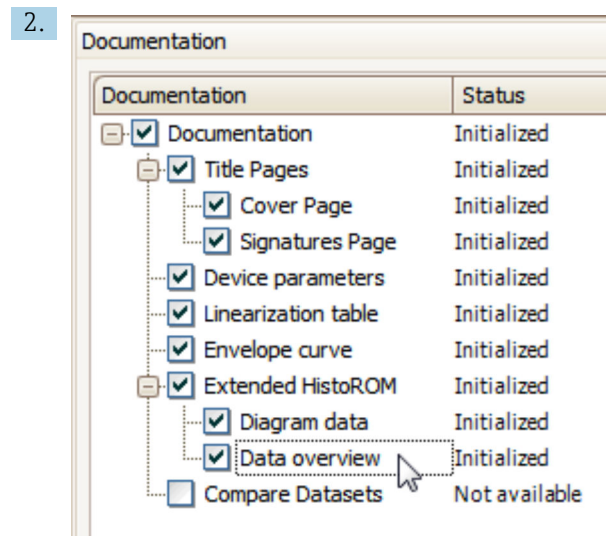 2.
Documentation
Documentation Status
Documentation Initialized
Title Pages Initialized
Cover Page Initialized
Signatures Page Initialized
Device parameters Initialized
Linearization table Initialized
Envelope curve Initialized
Extended HistoROM Initialized
Diagram data Initialized
Data overview Initialized
Compare Datasets Not available